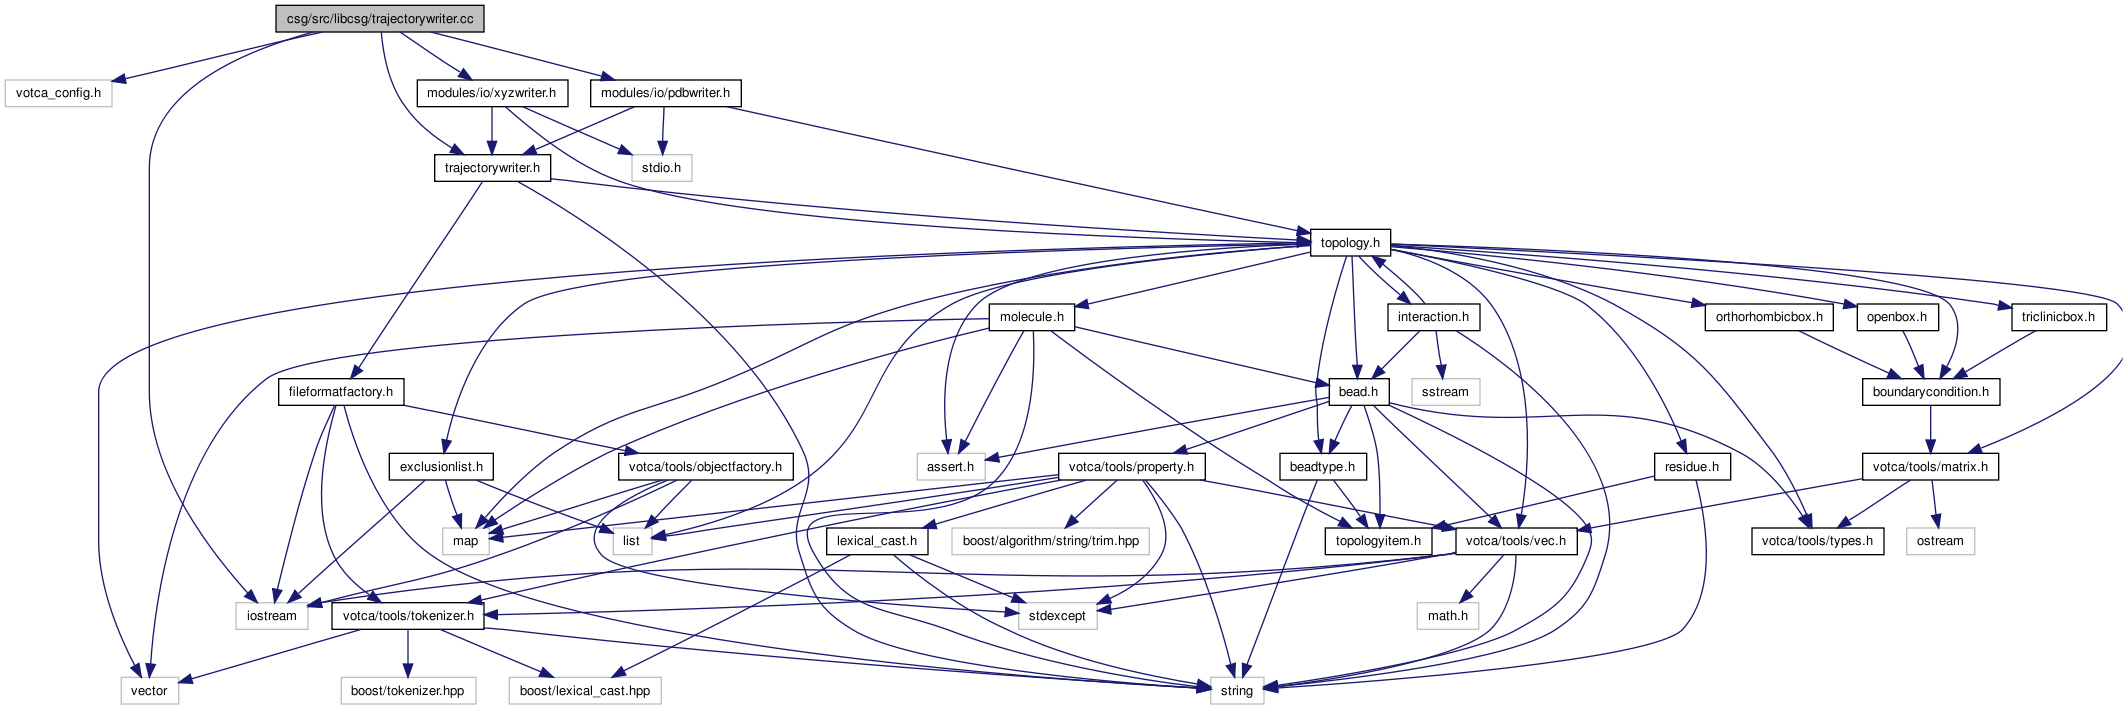 csg/src/libcsg/trajectorywriter.cc
votca_config.h
modules/io/xyzwriter.h
modules/io/pdbwriter.h
trajectorywriter.h
stdio.h
topology.h
molecule.h
interaction.h
orthorhombicbox.h
openbox.h
triclinicbox.h
fileformatfactory.h
bead.h
sstream
boundarycondition.h
exclusionlist.h
votca/tools/objectfactory.h
assert.h
votca/tools/property.h
beadtype.h
residue.h
votca/tools/matrix.h
map
list
lexical_cast.h
boost/algorithm/string/trim.hpp
topologyitem.h
votca/tools/vec.h
votca/tools/types.h
ostream
iostream
votca/tools/tokenizer.h
stdexcept
math.h
vector
boost/tokenizer.hpp
boost/lexical_cast.hpp
string